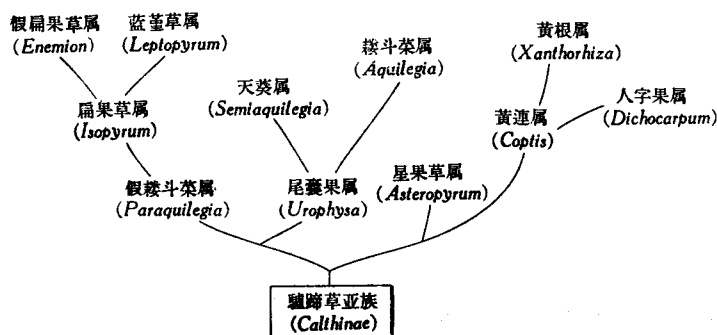 假扁果草属
(Enemion)
蓝堇草属
(Leptopyrum)
黄根属
(Xanthorhiza)
耧斗菜属
(Aquilegia)
天葵属
(Semiaquilegia)
人字果属
(Dichocarpum)
扁果草属
(Isopyrum)
黄連属
(Coptis)
假耧斗菜属
(Paraquilegia)
尾囊果属
(Urophysa)
星果草属
(Asteropyrum)
驢蹄草亚族
(Calthinae)